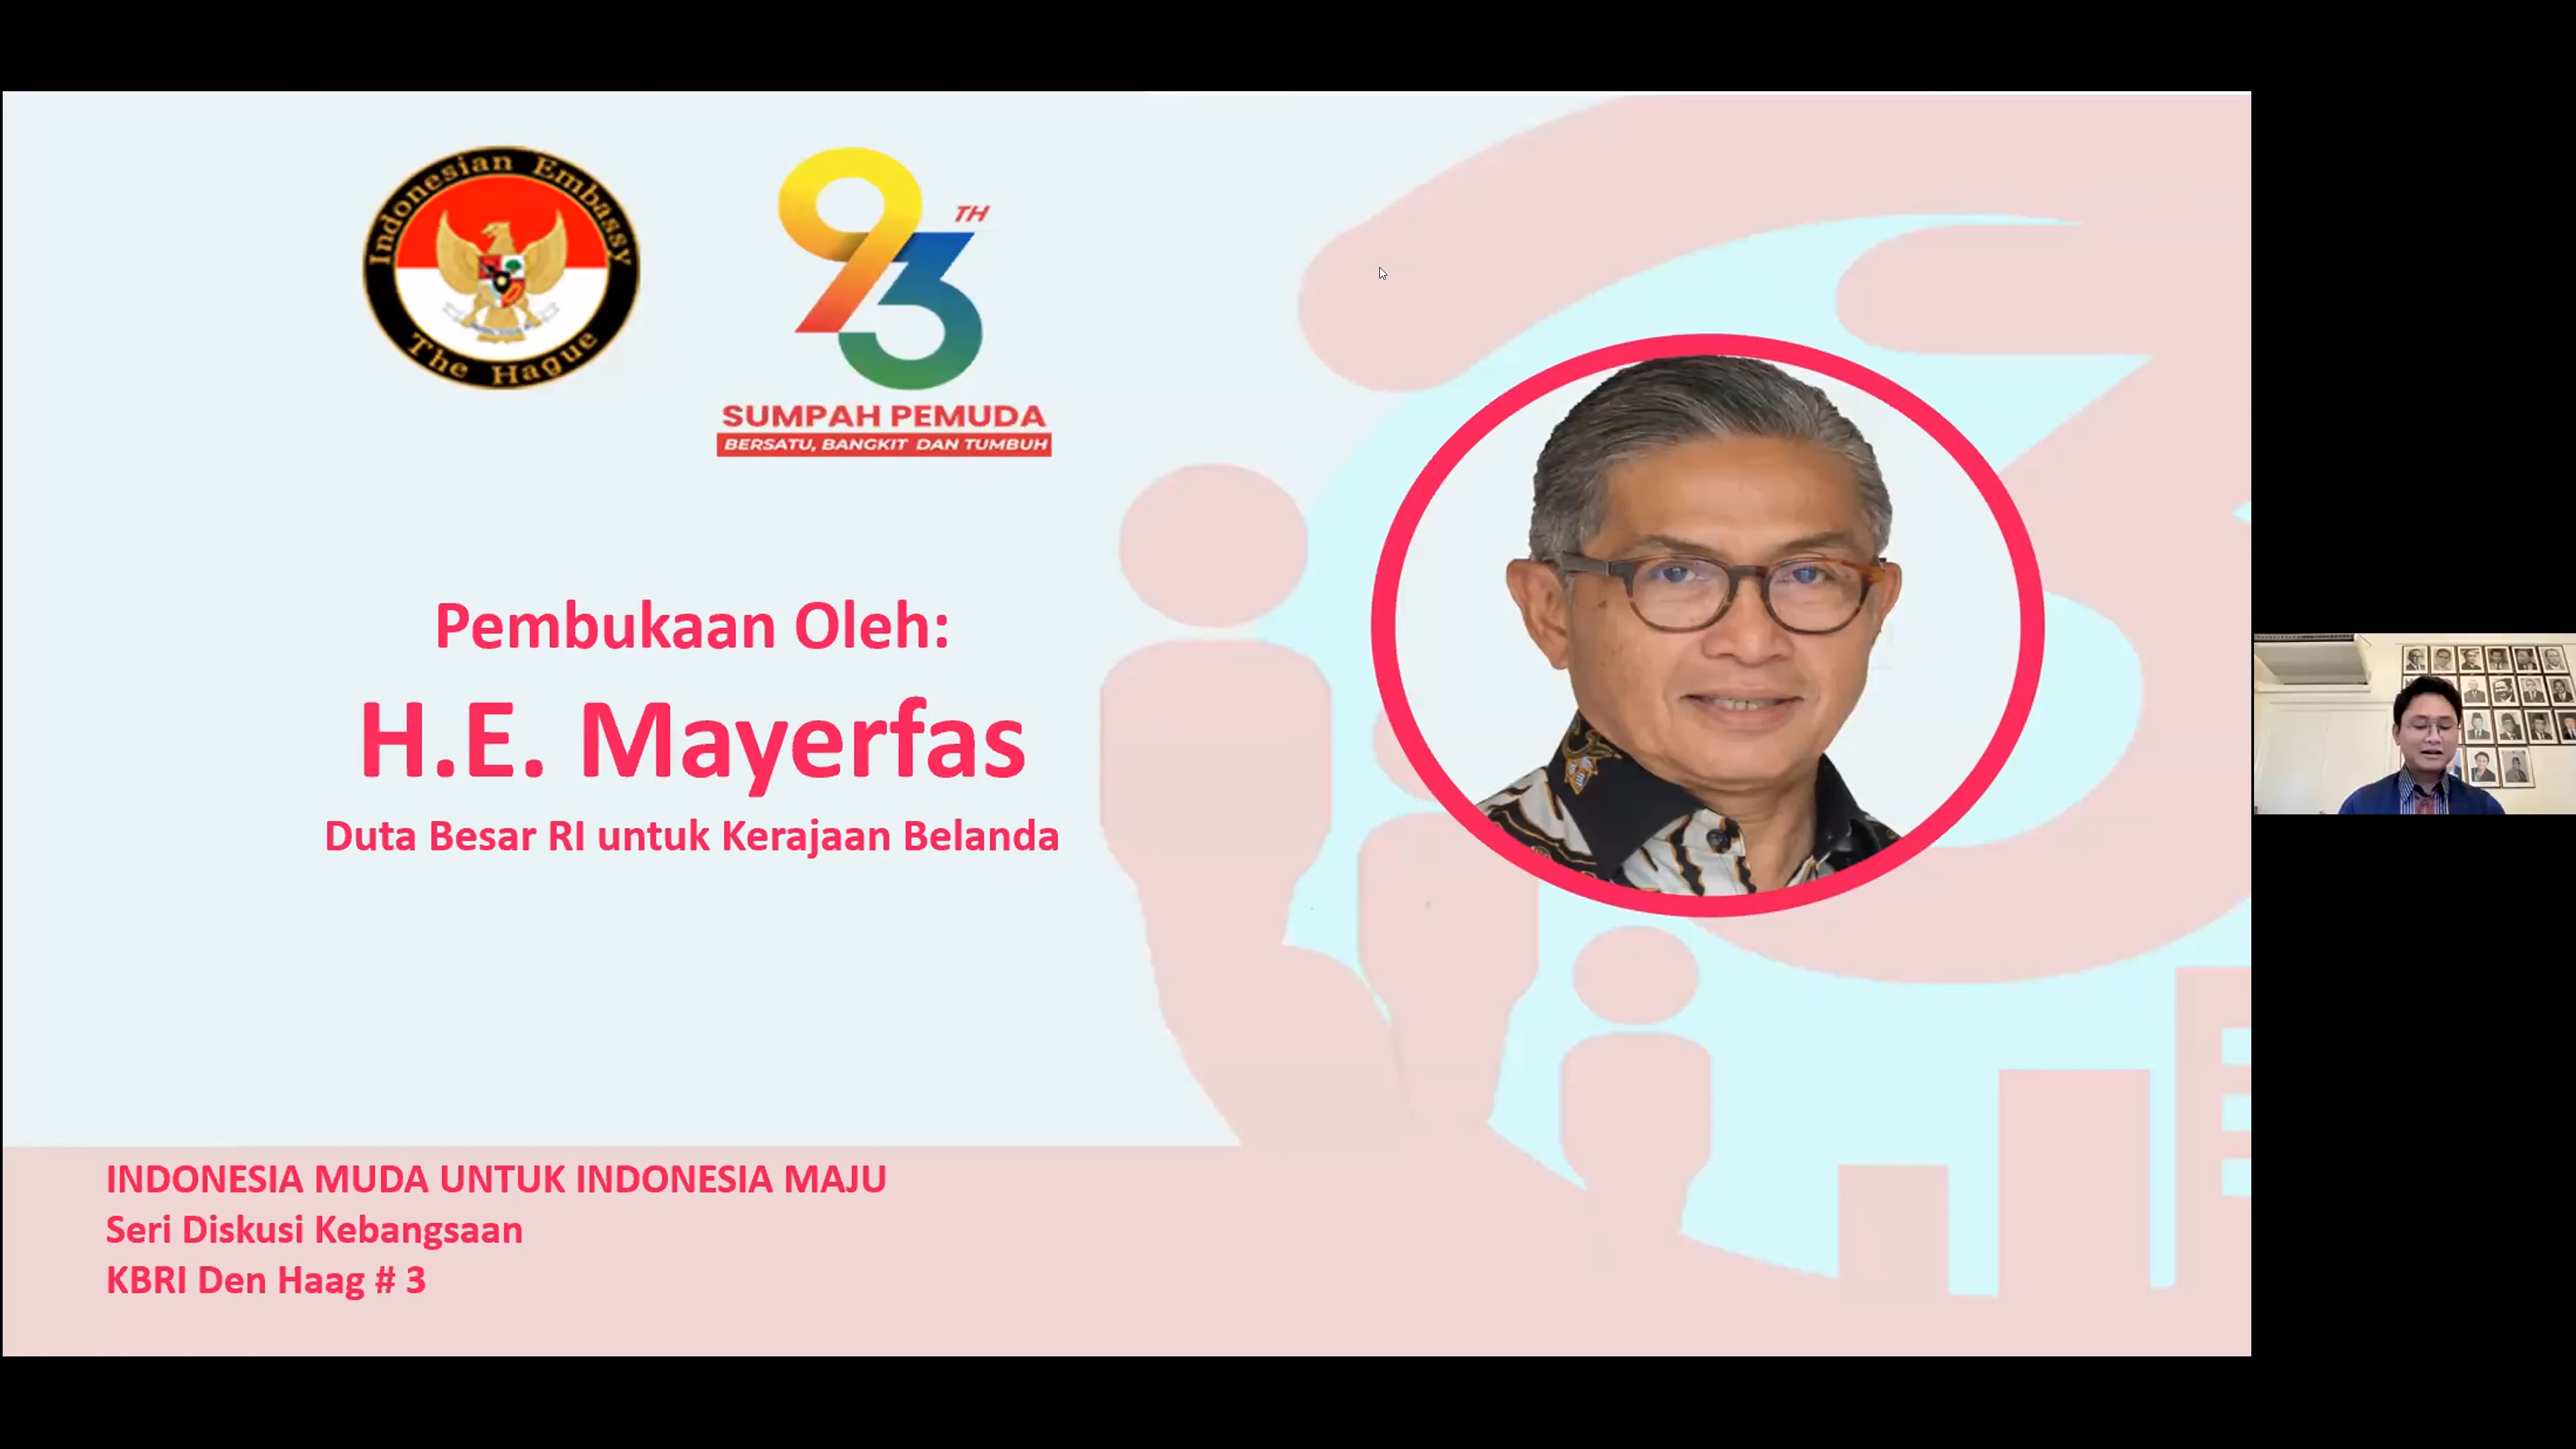 Indonesian Embassy
The Hague
93
TH
SUMPAH PEMUDA
BERSATU, BANGKIT DAN TUMBUH
Pembukaan Oleh:
H.E. Mayerfas
Duta Besar RI untuk Kerajaan Belanda
INDONESIA MUDA UNTUK INDONESIA MAJU
Seri Diskusi Kebangsaan
KBRI Den Haag # 3